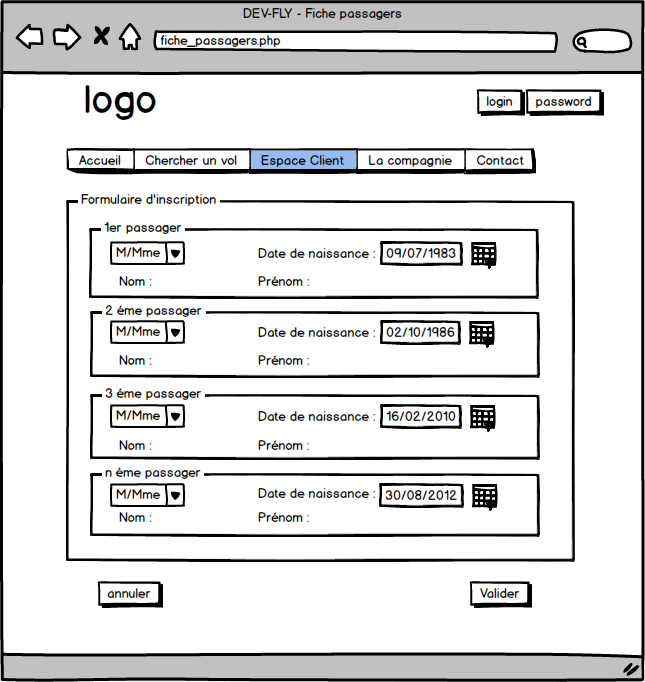 DEV-FLY - Fiche passagers
fiche_passagers.php
logo
login password
Accueil Chercher un vol Espace Client La compagnie Contact
Formulaire d'inscription
1er passager
M/Mme Date de naissance : 09/07/1983
Nom : Prénom :
2 éme passager
M/Mme Date de naissance : 02/10/1986
Nom : Prénom :
3 éme passager
M/Mme Date de naissance : 16/02/2010
Nom : Prénom :
n éme passager
M/Mme Date de naissance : 30/08/2012
Nom : Prénom :
annuler Valider